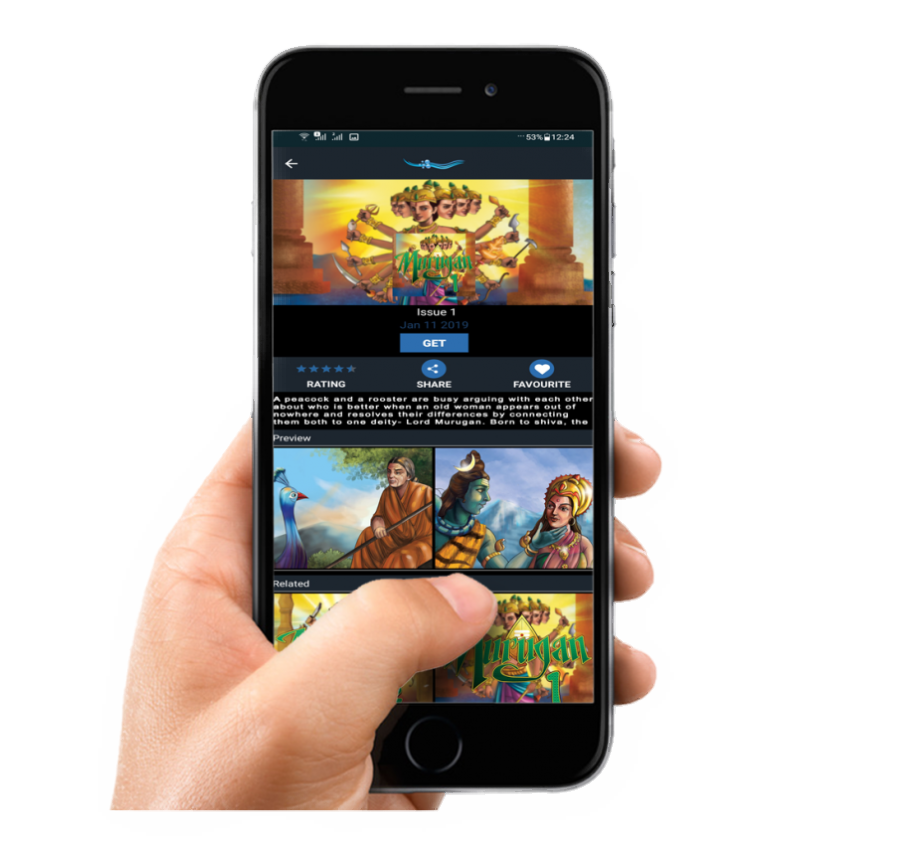 53% 12:24
Murugan
1
Issue 1
Jan 11 2019
GET
RATING
SHARE
FAVOURITE
A peacock and a rooster are busy arguing with each other
about who is better when an old woman appears out of
nowhere and resolves their differences by connecting
them both to one deity- Lord Murugan. Born to shiva, the
Preview
Related
Murugan
1